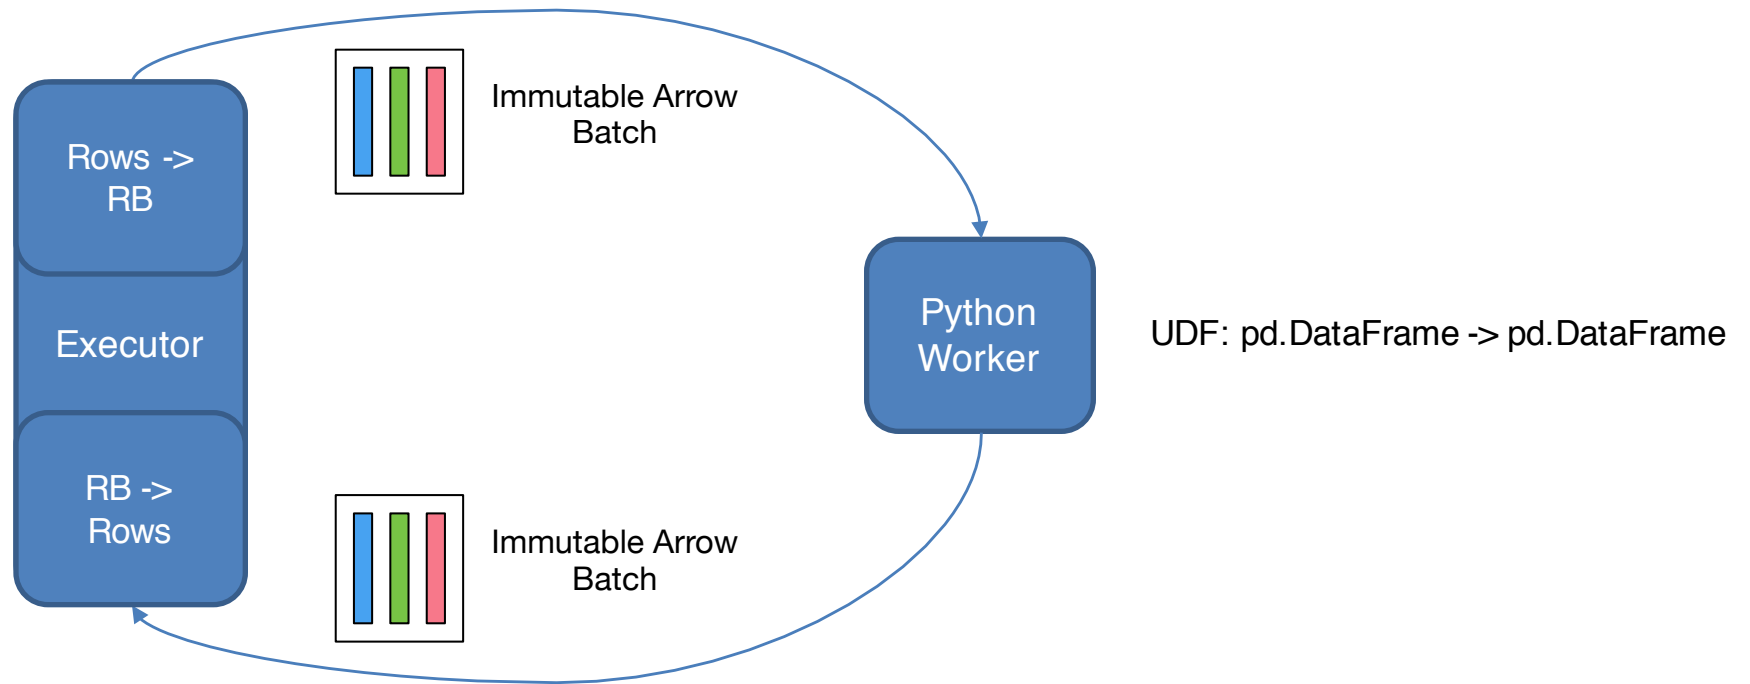 Rows ->
RB
Executor
RB ->
Rows
Immutable Arrow
Batch
Python
Worker
UDF: pd.DataFrame -> pd.DataFrame
Immutable Arrow
Batch